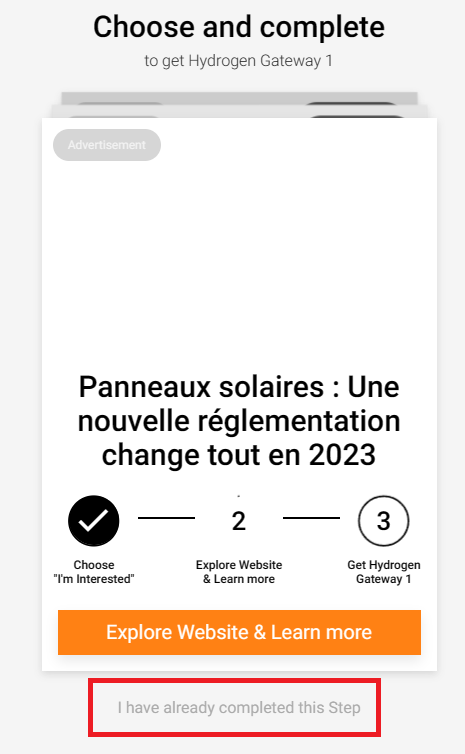 Choose and complete
to get Hydrogen Gateway 1
Advertisement
Panneaux solaires : Une
nouvelle réglementation
change tout en 2023
2
3
Choose
"I'm Interested"
Explore Website
& Learn more
Get Hydrogen
Gateway 1
Explore Website & Learn more
I have already completed this Step